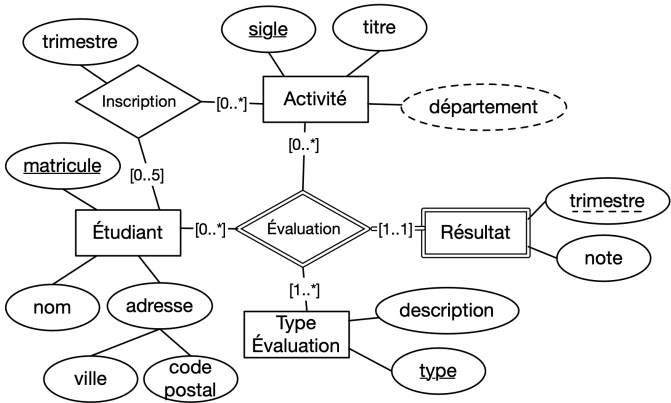 sigle
titre
trimestre
Inscription
[0..*]
Activité
département
[0..*]
matricule
[0..5]
trimestre
Étudiant
[0..*]
Évaluation
[1..1]
Résultat
note
[1..*]
nom
adresse
description
Type
Évaluation
ville
code
postal
type